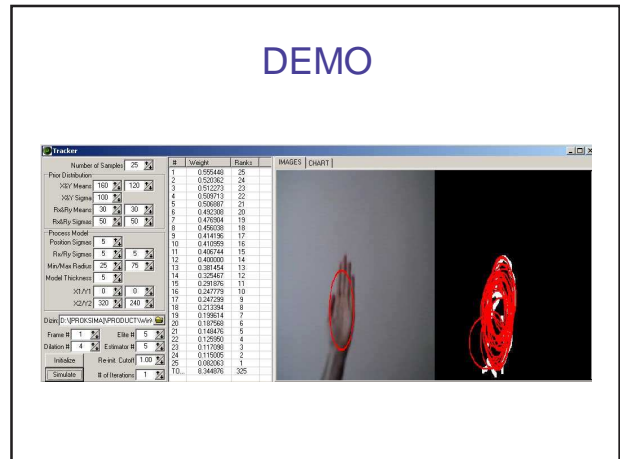 DEMO
Tracker
Number of Samples 25
Prior Distribution
X&Y Means 160 120
X&Y Sigma 100
Rx&Ry Means 30 30
Rx&Ry Sigmas 50 50
Process Model
Position Sigmas 5
Rx/Ry Sigmas 5 5
Min/Max Radius 25 75
Model Thickness 5
X1/Y1 0 0
X2/Y2 320 240
Dizin: D:\[PROKSIMA]\PRODUCT\
Frame # 1 Elite # 5
Dilation # 4 Estimator # 5
Initialize Re-init. Cutoff 1.00
Simulate # of Iterations 1
# Weight Ranks
1 0.555448 25
2 0.520362 24
3 0.512273 23
4 0.509713 22
5 0.506887 21
6 0.492308 20
7 0.476904 19
8 0.456038 18
9 0.414196 17
10 0.410959 16
11 0.406744 15
12 0.400000 14
13 0.381454 13
14 0.325467 12
15 0.291876 11
16 0.247779 10
17 0.247299 9
18 0.213394 8
19 0.199614 7
20 0.187568 6
21 0.148476 5
22 0.125950 4
23 0.117098 3
24 0.115005 2
25 0.082063 1
TO... 8.344876 325
IMAGES CHART